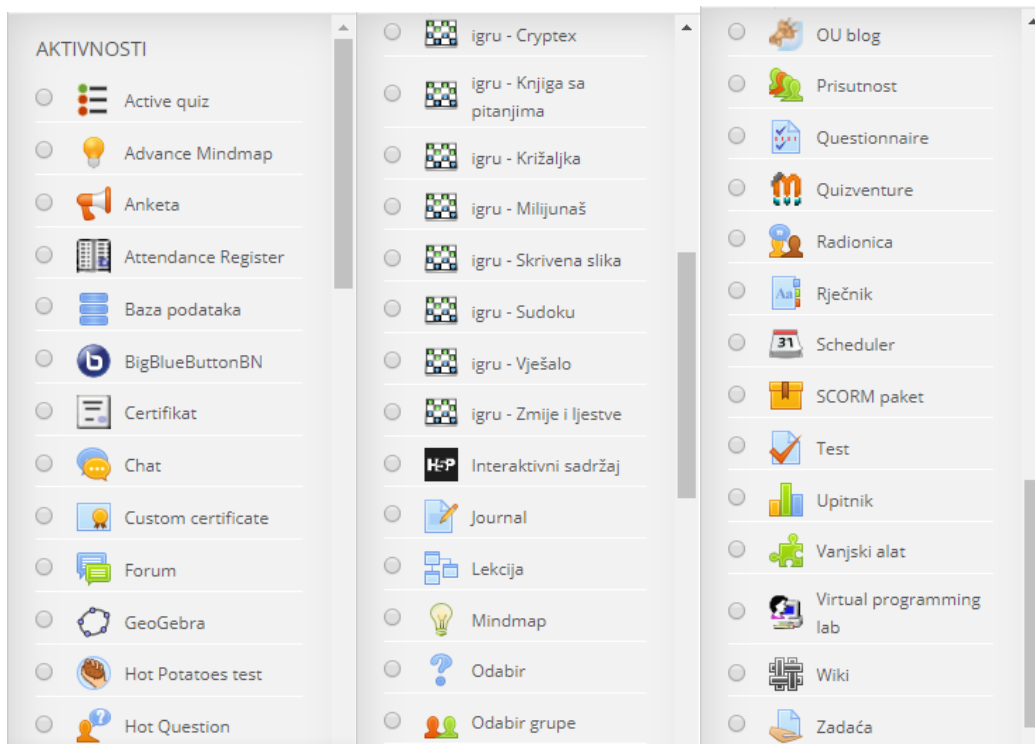 AKTIVNOSTI
Active quiz
Advance Mindmap
Anketa
Attendance Register
Baza podataka
BigBlueButtonBN
Certifikat
Chat
Custom certificate
Forum
GeoGebra
Hot Potatoes test
Hot Question
igru - Cryptex
igru - Knjiga sa
pitanjima
igru - Križaljka
igru - Milijunaš
igru - Skrivena slika
igru - Sudoku
igru - Vješalo
igru - Zmije i ljestve
H5P
Interaktivni sadržaj
Journal
Lekcija
Mindmap
Odabir
Odabir grupe
OU blog
Prisutnost
Questionnaire
Quizventure
Radionica
Aa
Rječnik
31
Scheduler
SCORM paket
Test
Upitnik
Vanjski alat
Virtual programming
lab
Wiki
Zadaća